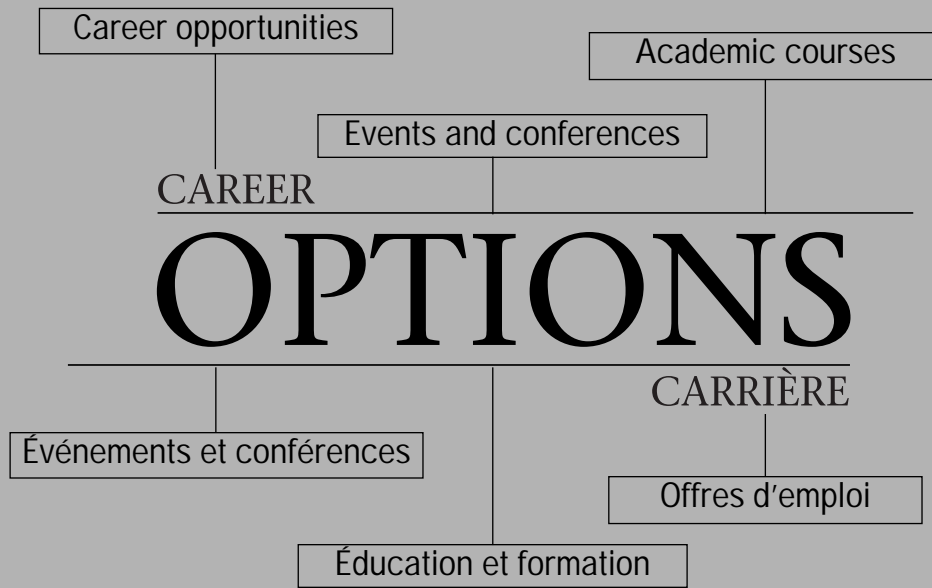 Career opportunities
Academic courses
Events and conferences
CAREER
OPTIONS
CARRIÈRE
Événements et conférences
Offres d'emploi
Éducation et formation